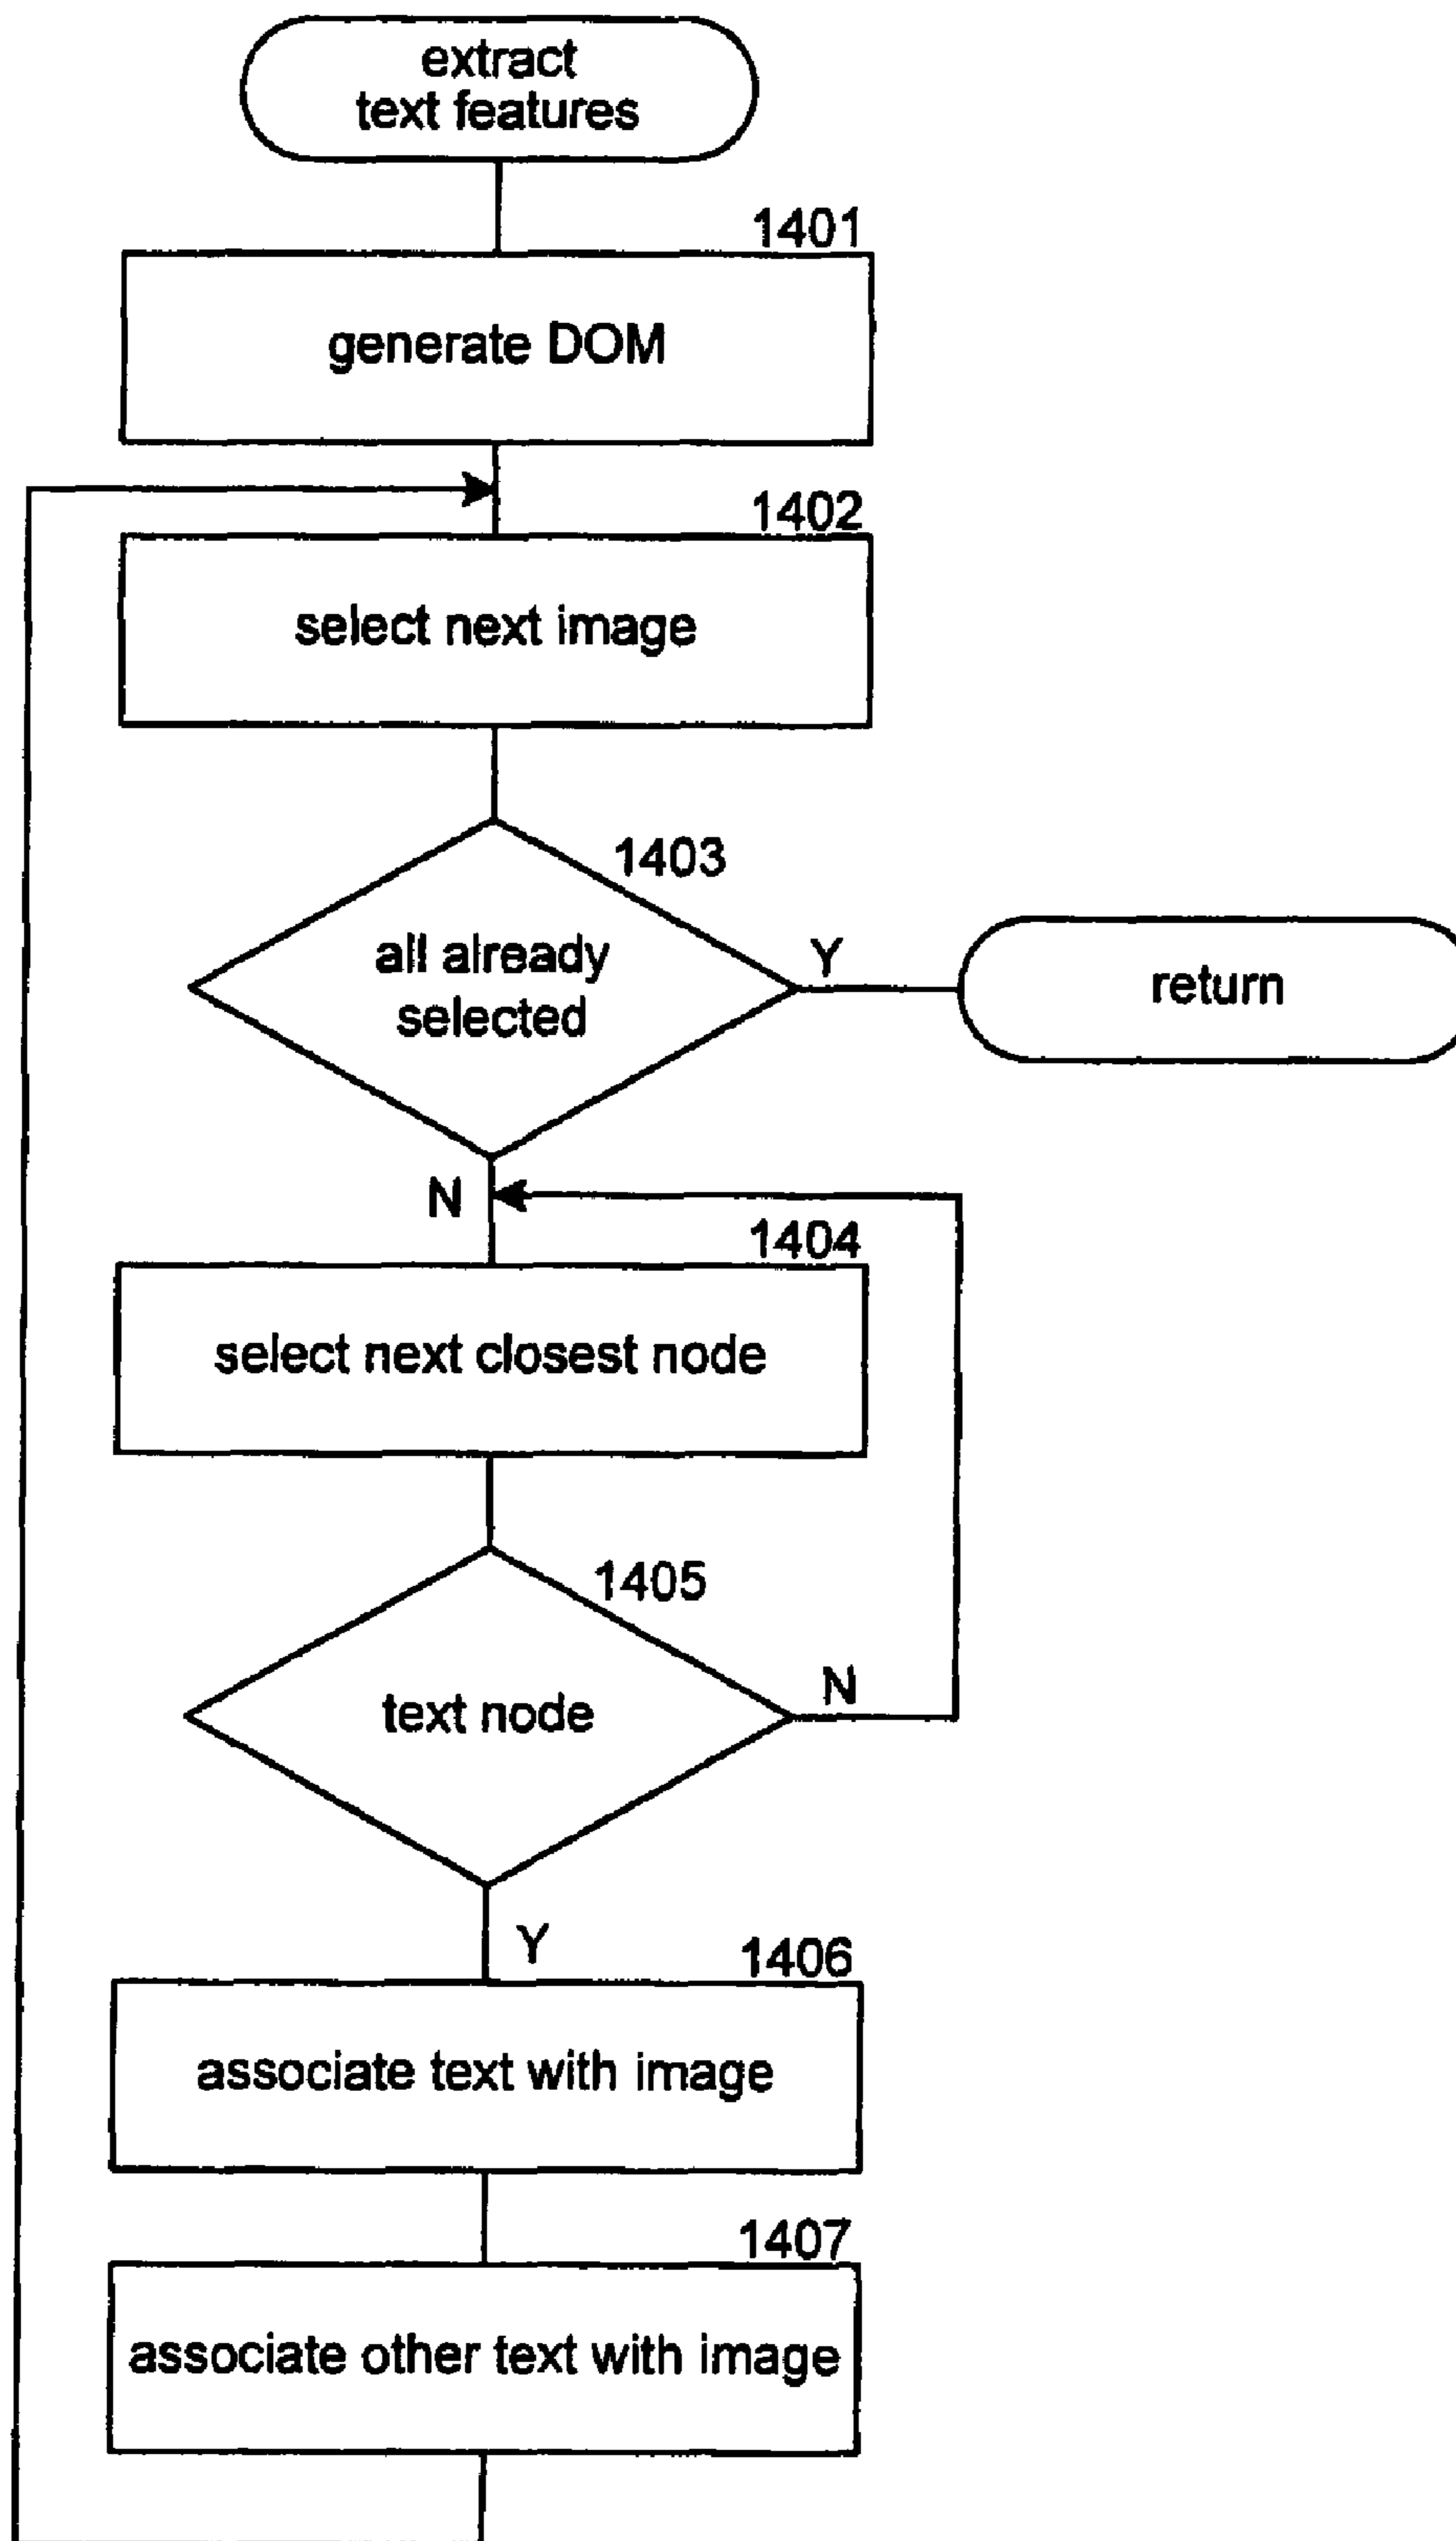 extract
text features
1401
generate DOM
1402
select next image
1403
all already
selected
Y
return
N
1404
select next closest node
1405
text node
N
Y
1406
associate text with image
1407
associate other text with image